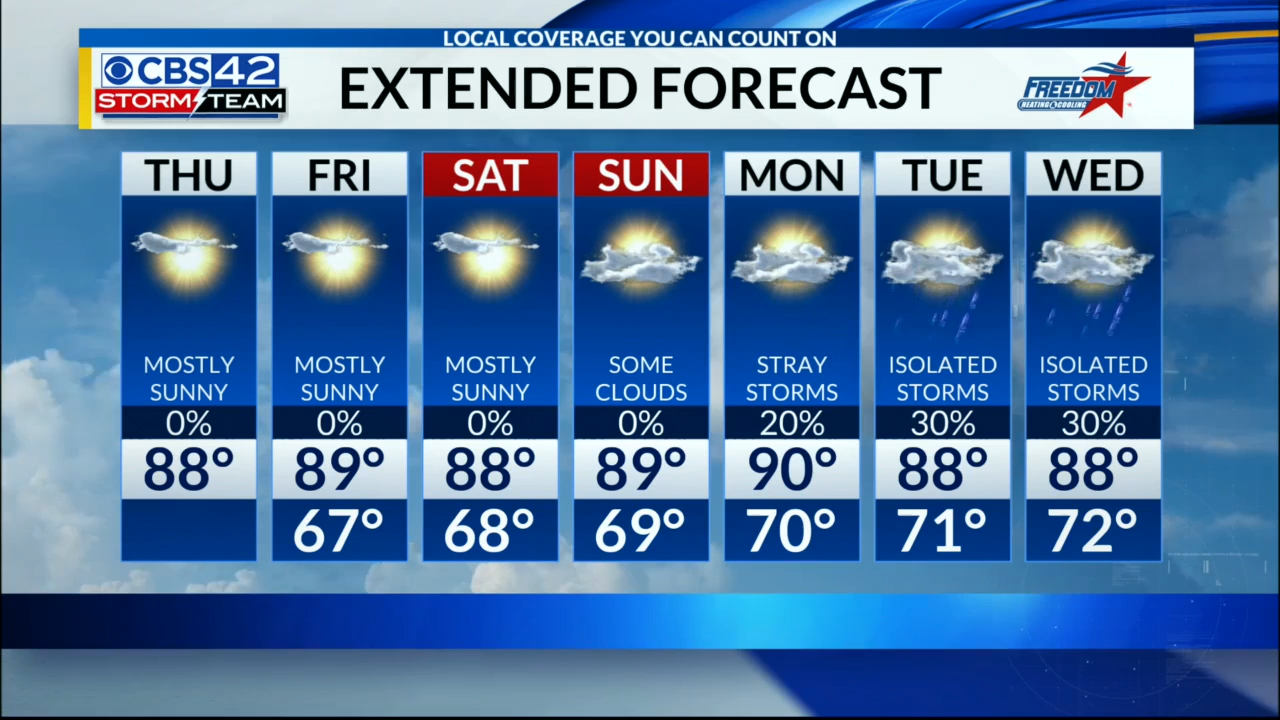 LOCAL COVERAGE YOU CAN COUNT ON
CBS42
STORM TEAM
EXTENDED FORECAST
FREEDOM
HEATING & COOLING
THU FRI SAT SUN MON TUE WED
MOSTLY MOSTLY MOSTLY SOME STRAY ISOLATED ISOLATED
SUNNY SUNNY SUNNY CLOUDS STORMS STORMS STORMS
0% 0% 0% 0% 20% 30% 30%
88° 89° 88° 89° 90° 88° 88°
67° 68° 69° 70° 71° 72°